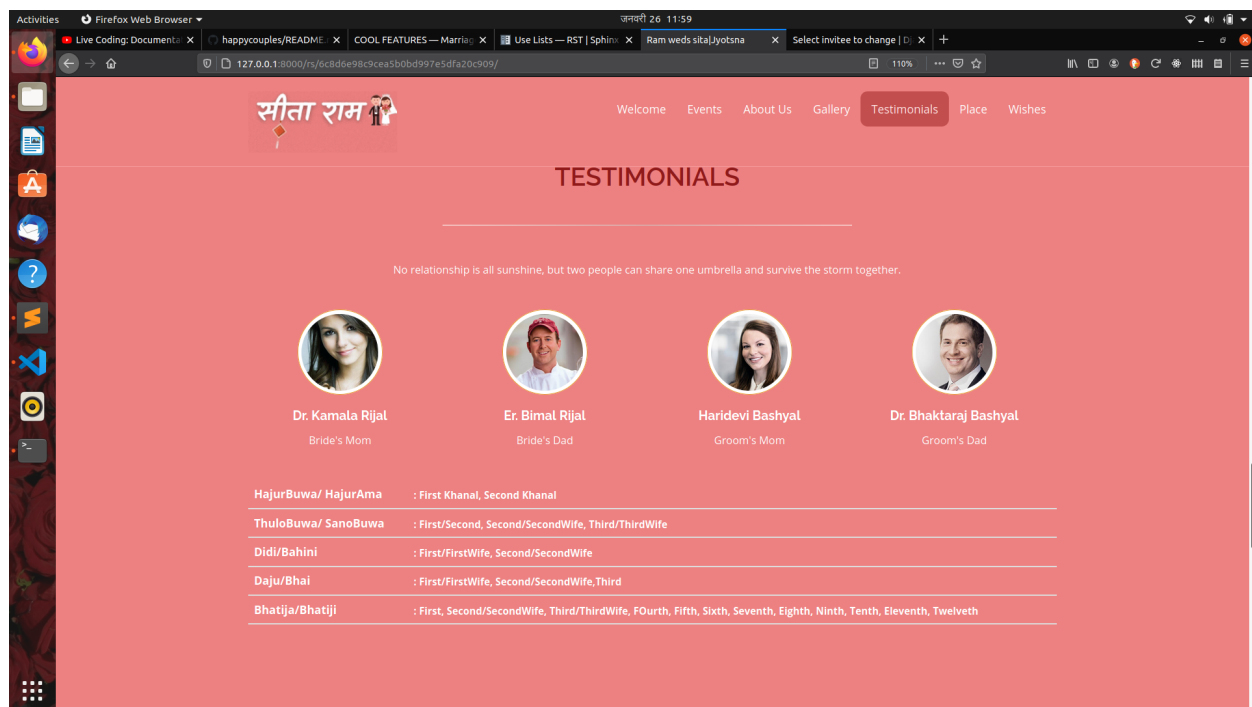 Activities Firefox Web Browser जनवरी 26 11:59
Live Coding: Documenta happycouples/README. COOL FEATURES — Marriag Use Lists — RST | Sphinx Ram weds sita|Jyotsna Select invitee to change | D
127.0.0.1:8000/rs/6c8d6e98c9cea5b0bd997e5dfa20c909/ 110%
सीता राम Welcome Events About Us Gallery Testimonials Place Wishes
TESTIMONIALS
No relationship is all sunshine, but two people can share one umbrella and survive the storm together.
Dr. Kamala Rijal Er. Bimal Rijal Haridevi Bashyal Dr. Bhaktaraj Bashyal
Bride's Mom Bride's Dad Groom's Mom Groom's Dad
HajurBuwa/ HajurAma : First Khanal, Second Khanal
ThuloBuwa/ SanoBuwa : First/Second, Second/SecondWife, Third/ThirdWife
Didi/Bahini : First/FirstWife, Second/SecondWife
Daju/Bhai : First/FirstWife, Second/SecondWife,Third
Bhatija/Bhatiji : First, Second/SecondWife, Third/ThirdWife, FOurth, Fifth, Sixth, Seventh, Eighth, Ninth, Tenth, Eleventh, Twelveth